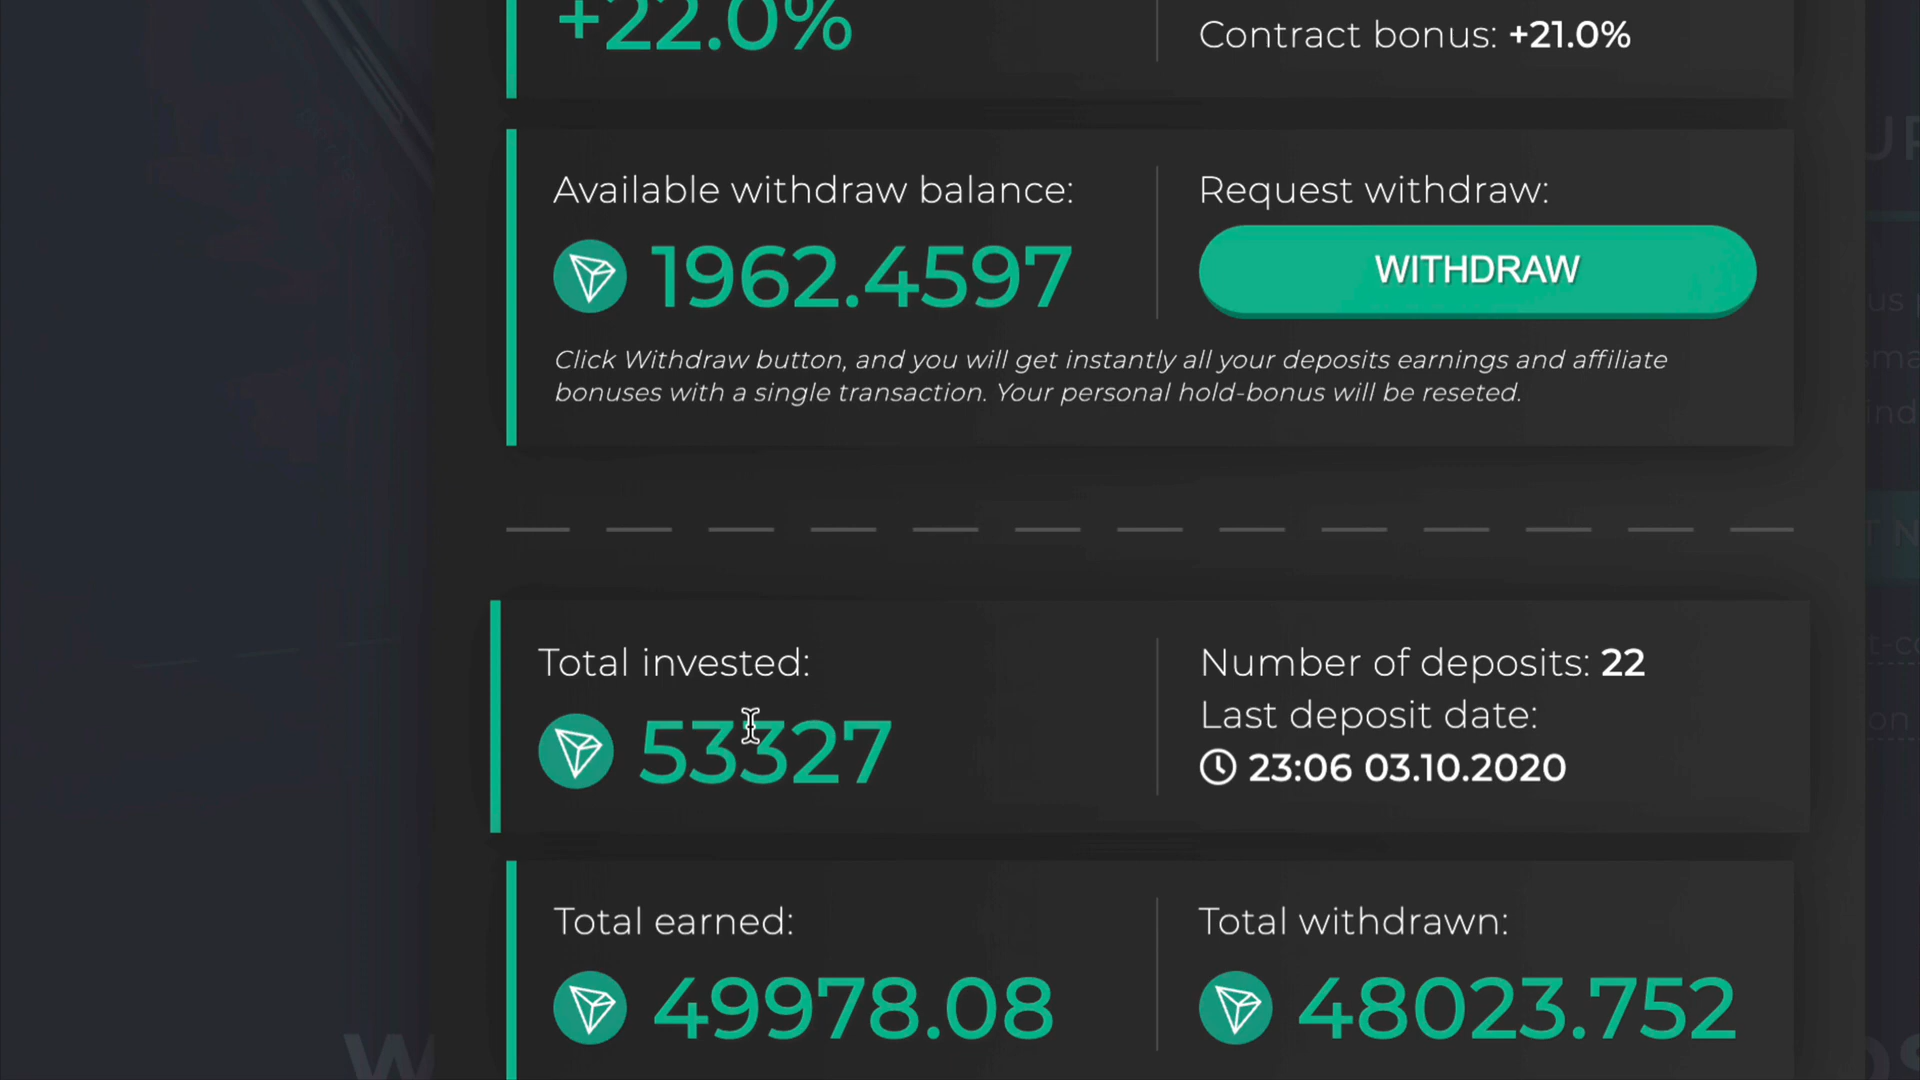 +22.0%
Contract bonus: +21.0%
Available withdraw balance:
Request withdraw:
1962.4597
WITHDRAW
Click Withdraw button, and you will get instantly all your deposits earnings and affiliate
bonuses with a single transaction. Your personal hold-bonus will be reseted.
Total invested:
53327
Number of deposits: 22
Last deposit date:
23:06 03.10.2020
Total earned:
49978.08
Total withdrawn:
48023.752